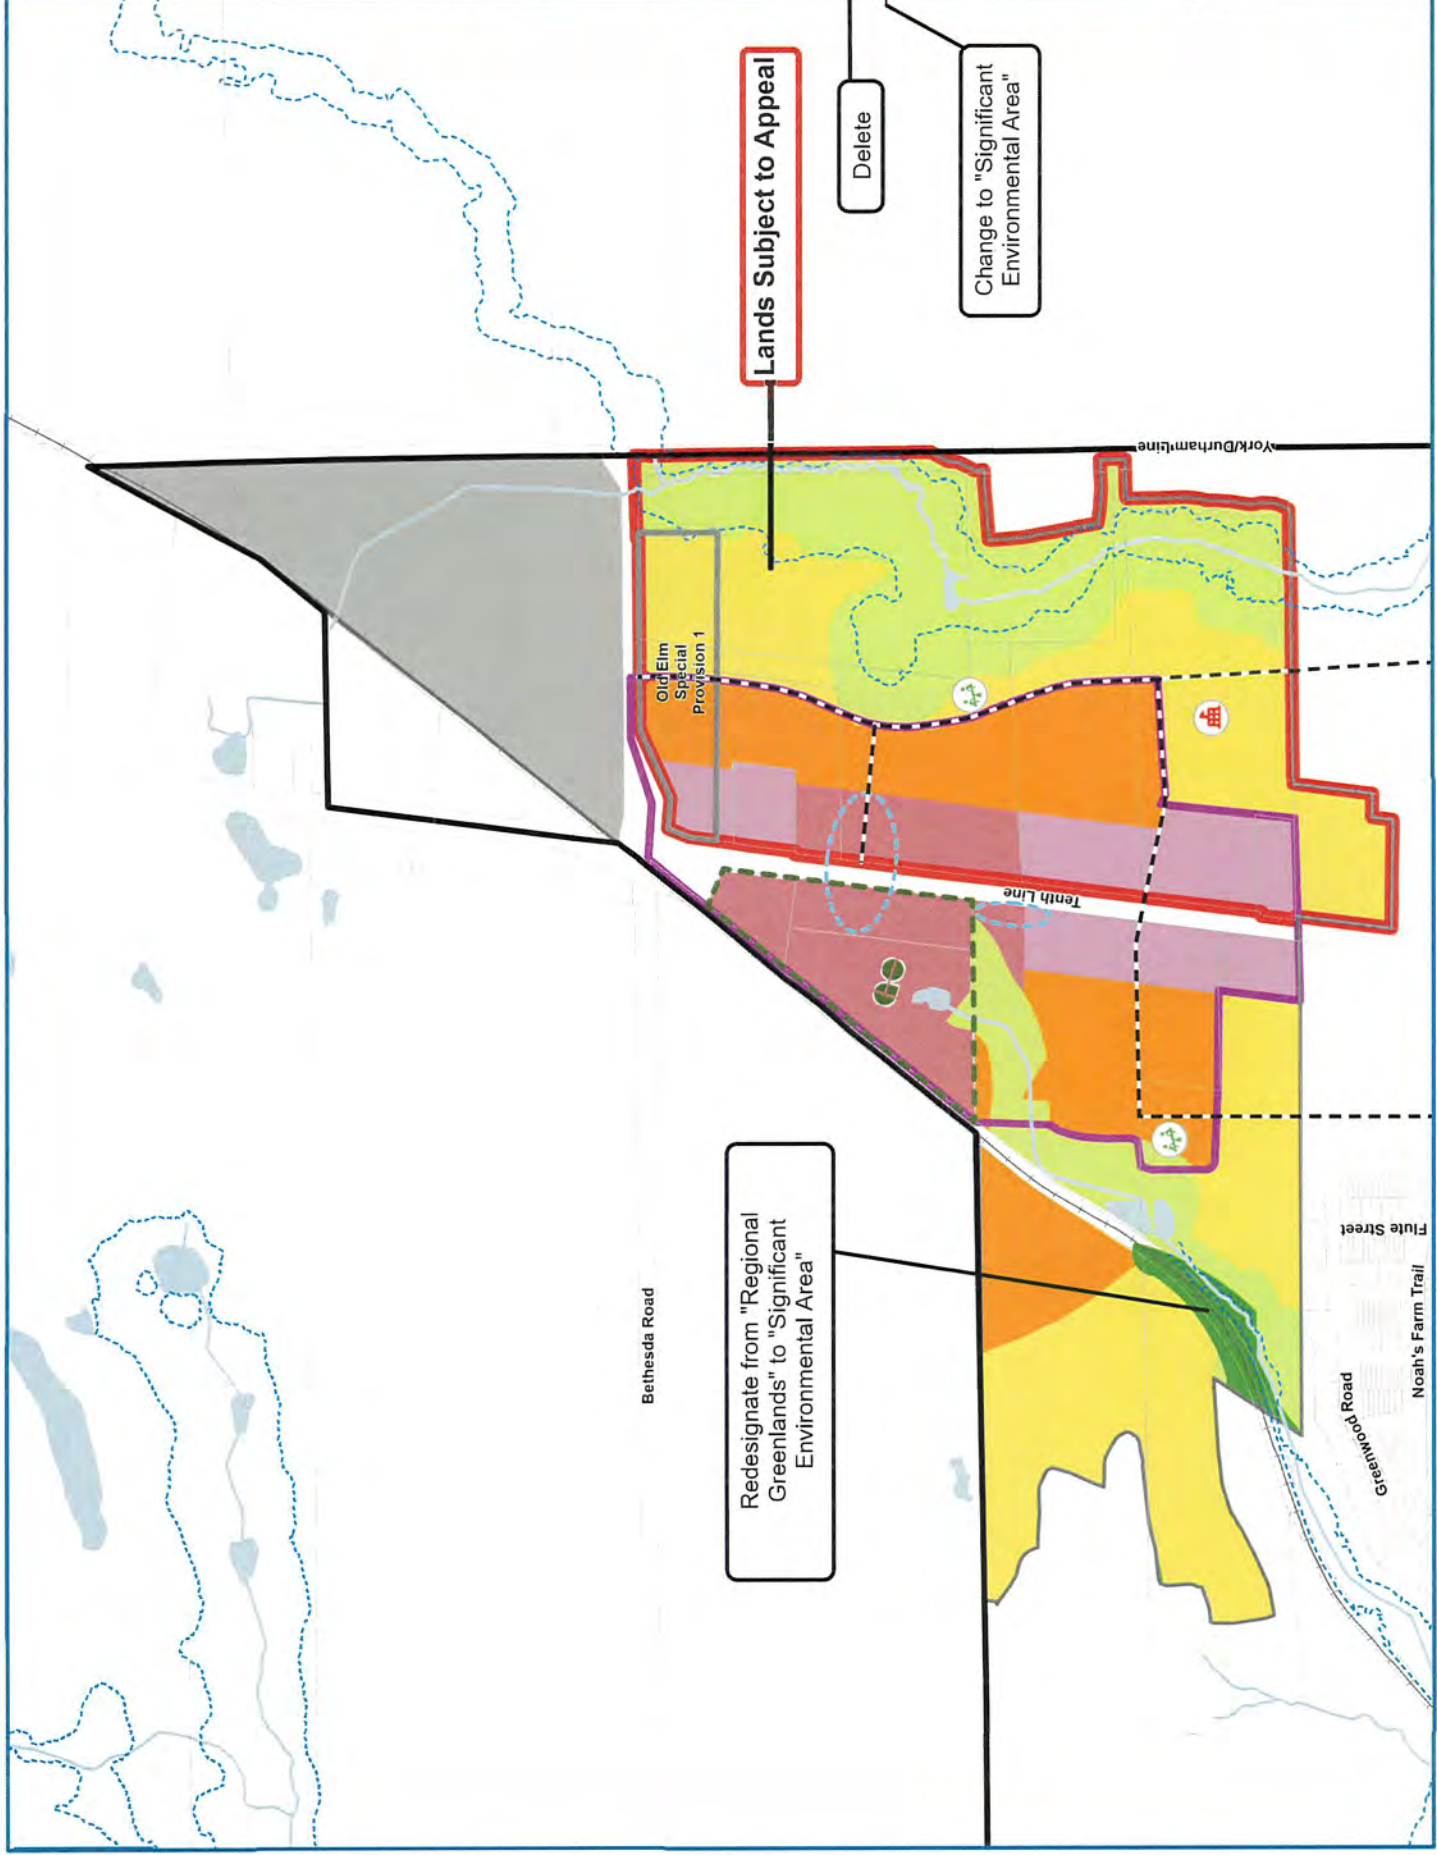 Lands Subject to Appeal
Delete
Change to "Significant
Environmental Area"
York/Durham Line
Old Elm
Special
Provision 1
Tenth Line
Redesignate from "Regional
Greenlands" to "Significant
Environmental Area"
Bethesda Road
Flute Street
Noah's Farm Trail
Greenwood Road